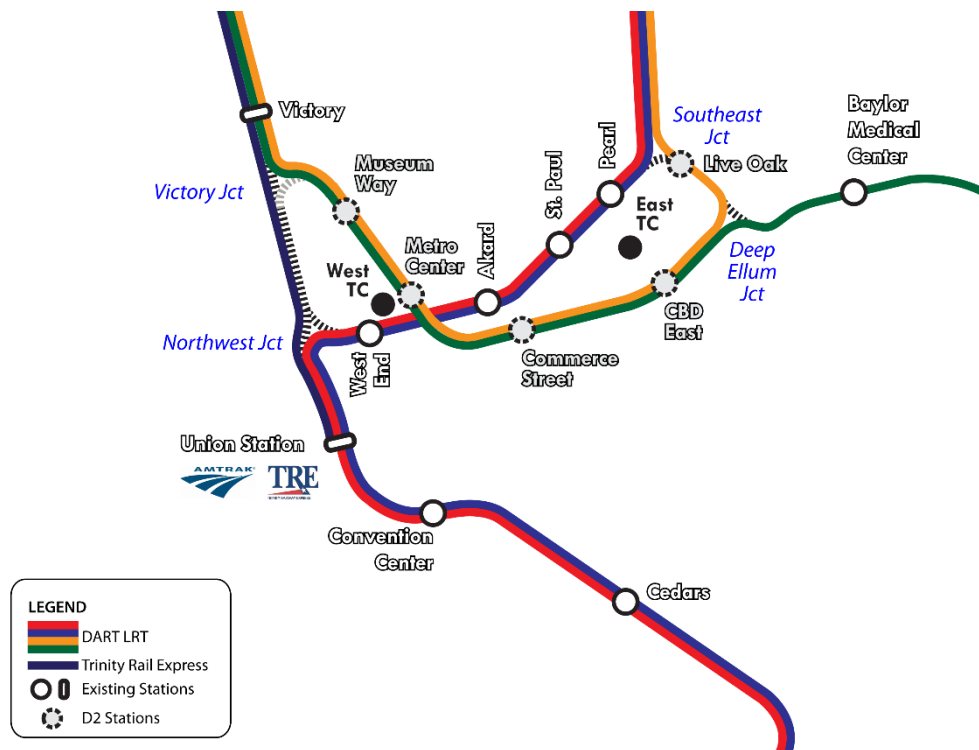 Victory
Museum
Way
Victory Jct
Southeast
Jct
Live Oak
Baylor
Medical
Center
Pearl
St. Paul
East
TC
Metro
Center
Akard
West
TC
Deep
Ellum
Jct
CBD
East
Northwest Jct
West
End
Commerce
Street
Union Station
AMTRAK
TRE
Convention
Center
Cedars
LEGEND
DART LRT
Trinity Rail Express
Existing Stations
D2 Stations